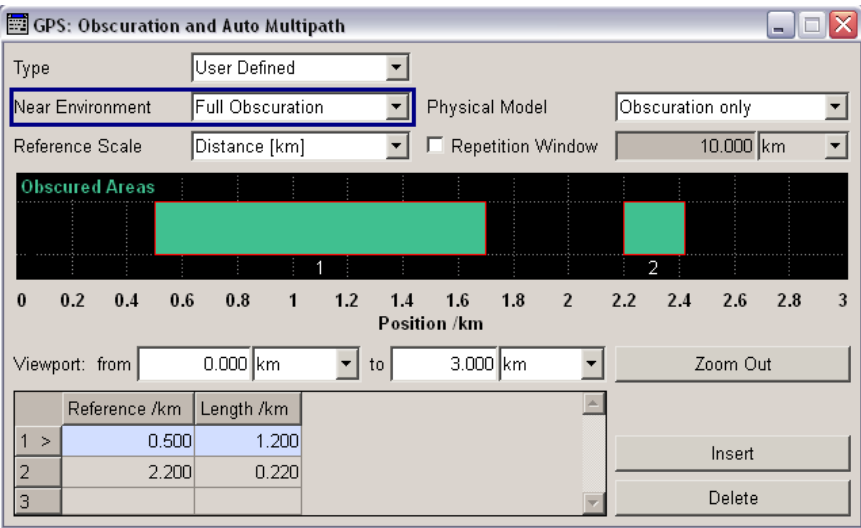 GPS: Obscuration and Auto Multipath
Type User Defined
Near Environment Full Obscuration Physical Model Obscuration only
Reference Scale Distance [km] Repetition Window 10.000 km
Obscured Areas
1 2
0 0.2 0.4 0.6 0.8 1 1.2 1.4 1.6 1.8 2 2.2 2.4 2.6 2.8 3
Position /km
Viewport: from 0.000 km to 3.000 km Zoom Out
Reference /km Length /km
1 > 0.500 1.200
Insert
2 2.200 0.220
3
Delete